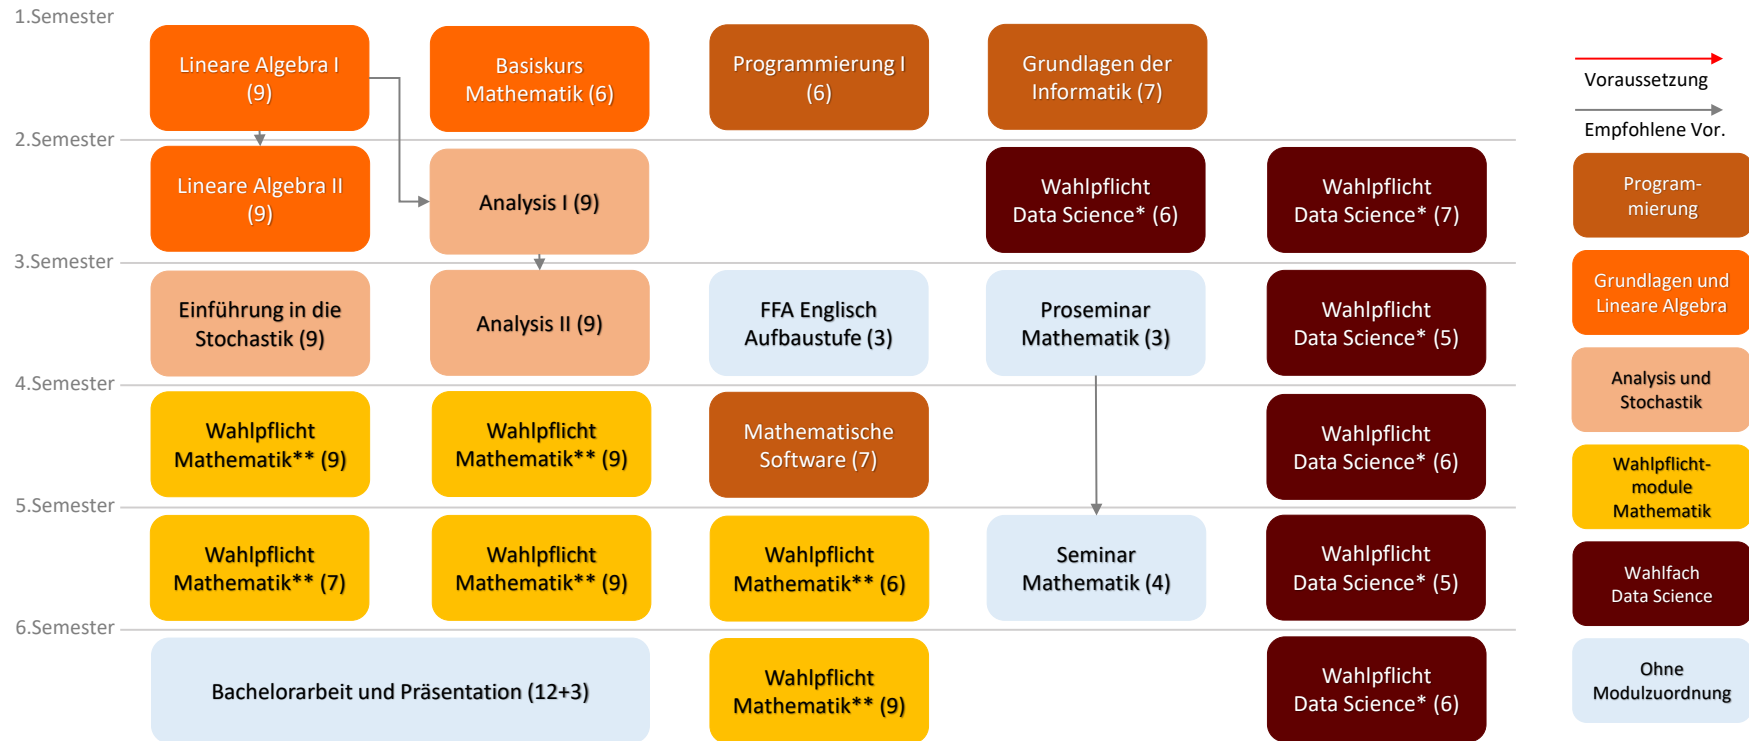 1.Semester
Lineare Algebra I
(9)
Basiskurs
Mathematik (6)
Programmierung I
(6)
Grundlagen der
Informatik (7)
2.Semester
Lineare Algebra II
(9)
Analysis I (9)
Wahlpflicht
Data Science* (6)
Wahlpflicht
Data Science* (7)
3.Semester
Einführung in die
Stochastik (9)
Analysis II (9)
FFA Englisch
Aufbaustufe (3)
Proseminar
Mathematik (3)
Wahlpflicht
Data Science* (5)
4.Semester
Wahlpflicht
Mathematik** (9)
Wahlpflicht
Mathematik** (9)
Mathematische
Software (7)
Wahlpflicht
Data Science* (6)
5.Semester
Wahlpflicht
Mathematik** (7)
Wahlpflicht
Mathematik** (9)
Wahlpflicht
Mathematik** (6)
Seminar
Mathematik (4)
Wahlpflicht
Data Science* (5)
6.Semester
Bachelorarbeit und Präsentation (12+3)
Wahlpflicht
Mathematik** (9)
Wahlpflicht
Data Science* (6)
Voraussetzung
Empfohlene Vor.
Program-
mierung
Grundlagen und
Lineare Algebra
Analysis und
Stochastik
Wahlpflicht-
module
Mathematik
Wahlfach
Data Science
Ohne
Modulzuordnung